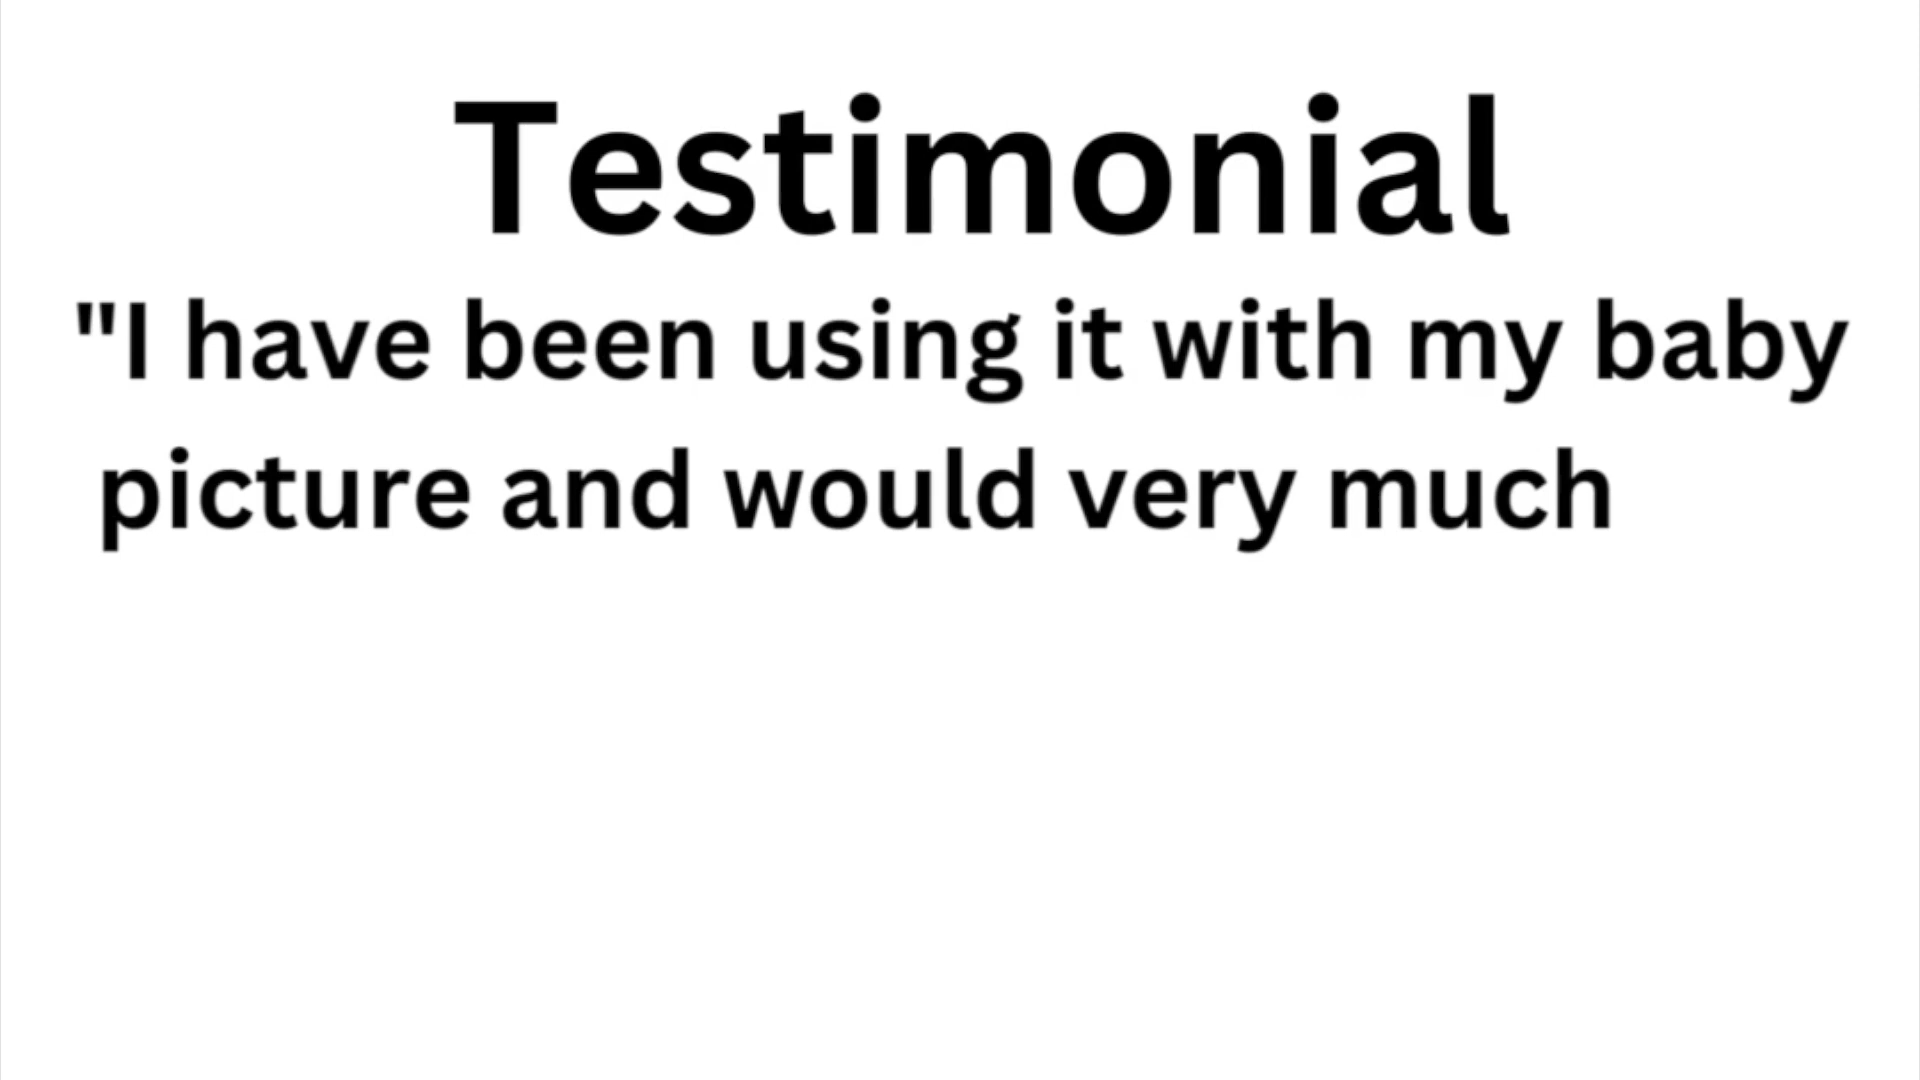 Testimonial
"I have been using it with my baby
picture and would very much